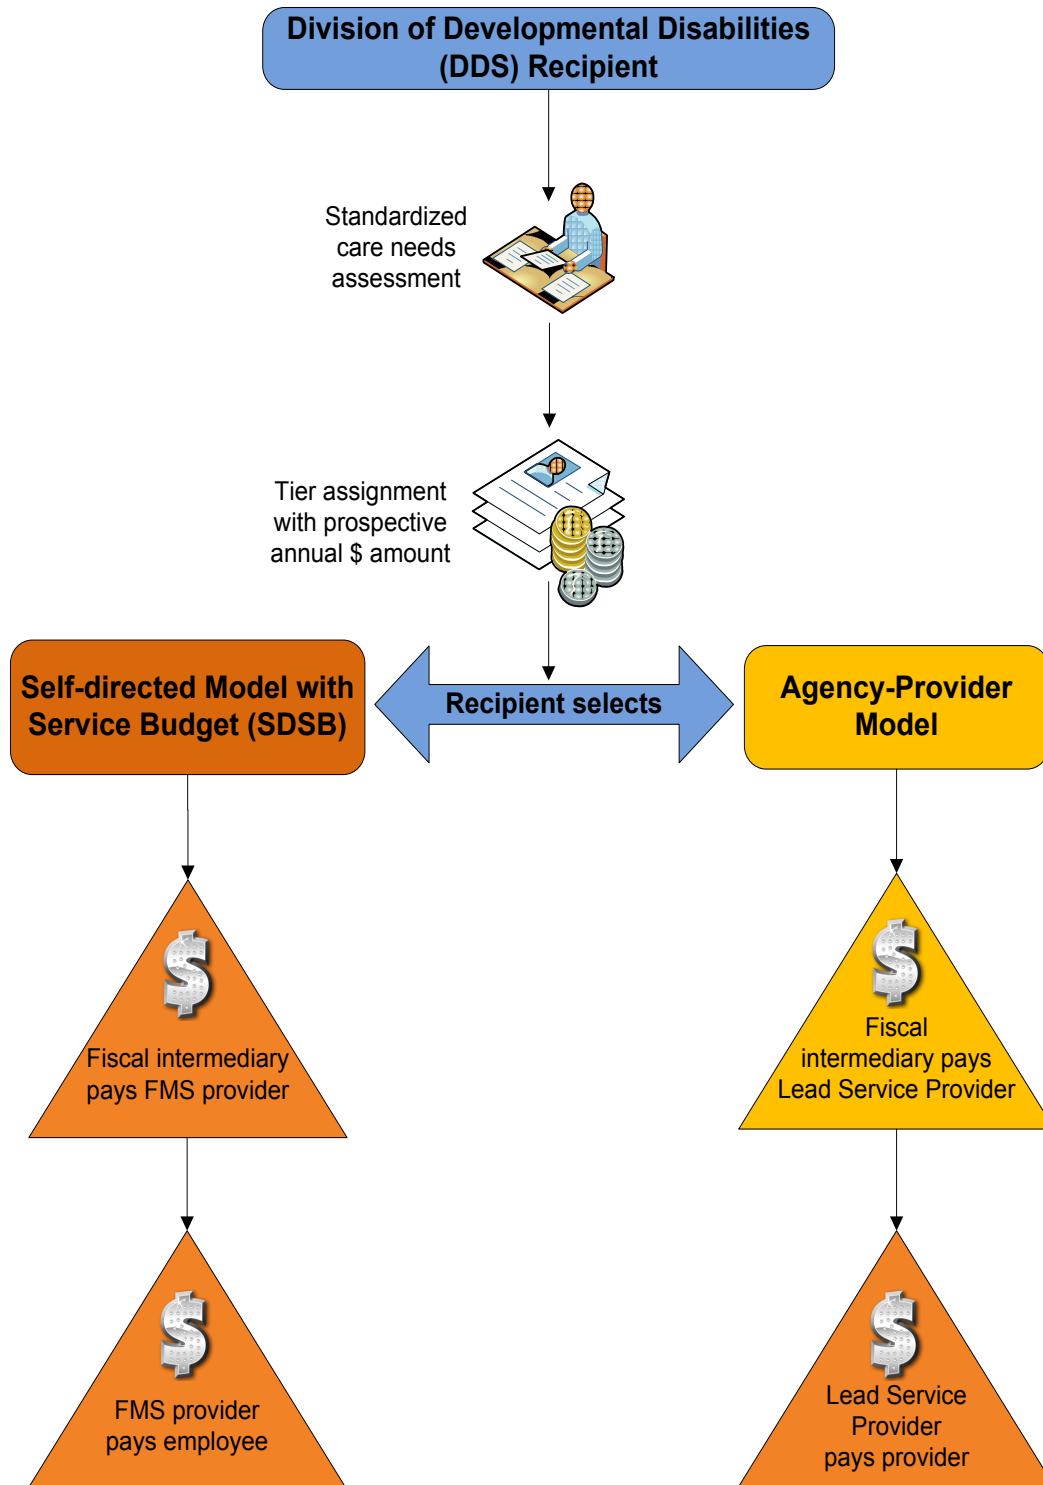 Division of Developmental Disabilities
(DDS) Recipient
Standardized
care needs
assessment
Tier assignment
with prospective
annual $ amount
Self-directed Model with
Service Budget (SDSB)
Recipient selects
Agency-Provider
Model
$
Fiscal intermediary
pays FMS provider
$
Fiscal
intermediary pays
Lead Service Provider
$
FMS provider
pays employee
$
Lead Service
Provider
pays provider